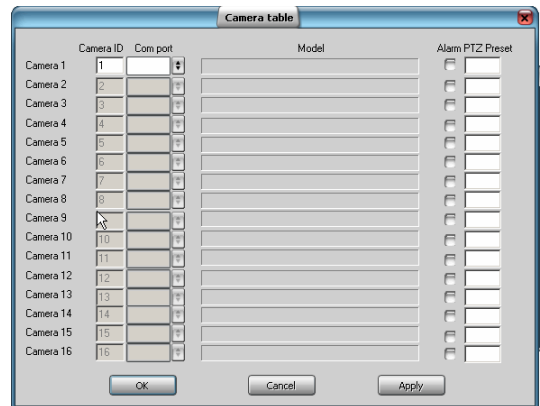 Camera table
Camera ID Com port Model Alarm PTZ Preset
Camera 1 1
Camera 2 2
Camera 3 3
Camera 4 4
Camera 5 5
Camera 6 6
Camera 7 7
Camera 8 8
Camera 9
Camera 10 10
Camera 11 11
Camera 12 12
Camera 13 13
Camera 14 14
Camera 15 15
Camera 16 16
OK Cancel Apply